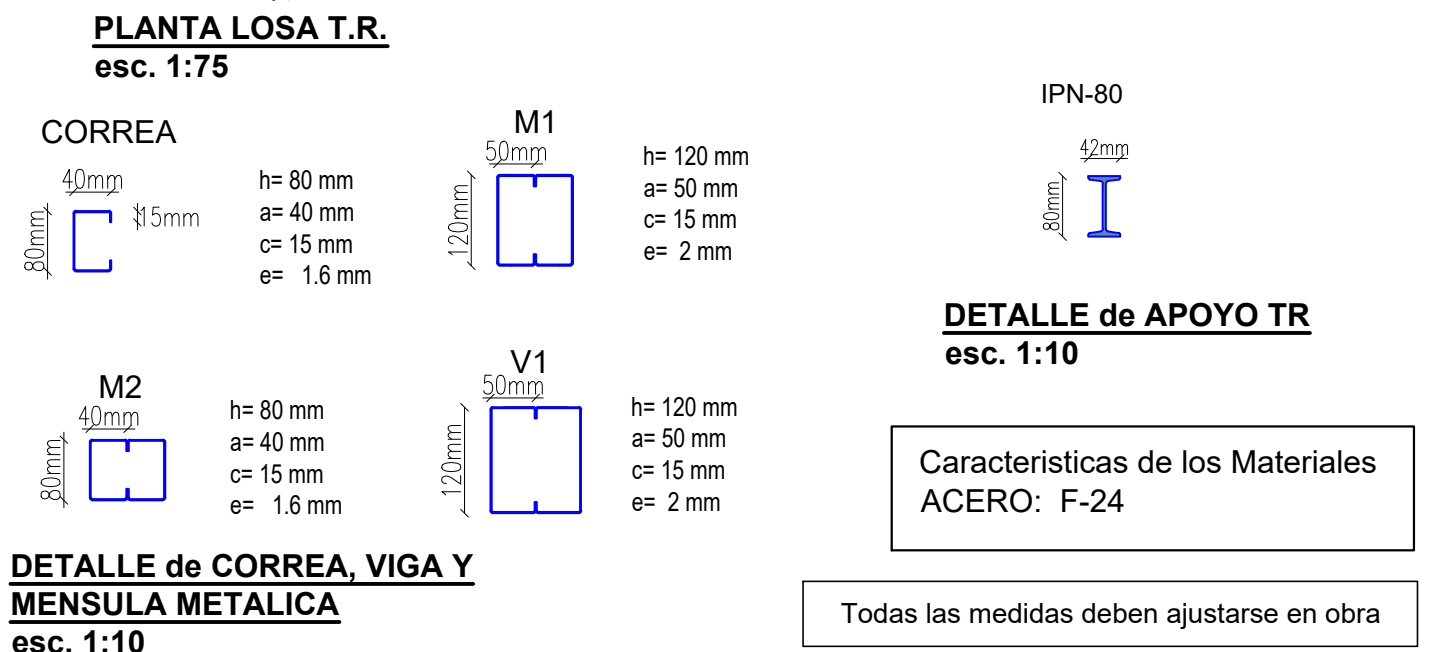 PLANTA LOSA T.R.
esc. 1:75
CORREA
40mm
80mm
15mm
h= 80 mm
a= 40 mm
c= 15 mm
e= 1.6 mm
M1
50mm
120mm
h= 120 mm
a= 50 mm
c= 15 mm
e= 2 mm
IPN-80
42mm
80mm
DETALLE de APOYO TR
esc. 1:10
M2
40mm
80mm
h= 80 mm
a= 40 mm
c= 15 mm
e= 1.6 mm
V1
50mm
120mm
h= 120 mm
a= 50 mm
c= 15 mm
e= 2 mm
Caracteristicas de los Materiales
ACERO: F-24
DETALLE de CORREA, VIGA Y
MENSULA METALICA
esc. 1:10
Todas las medidas deben ajustarse en obra